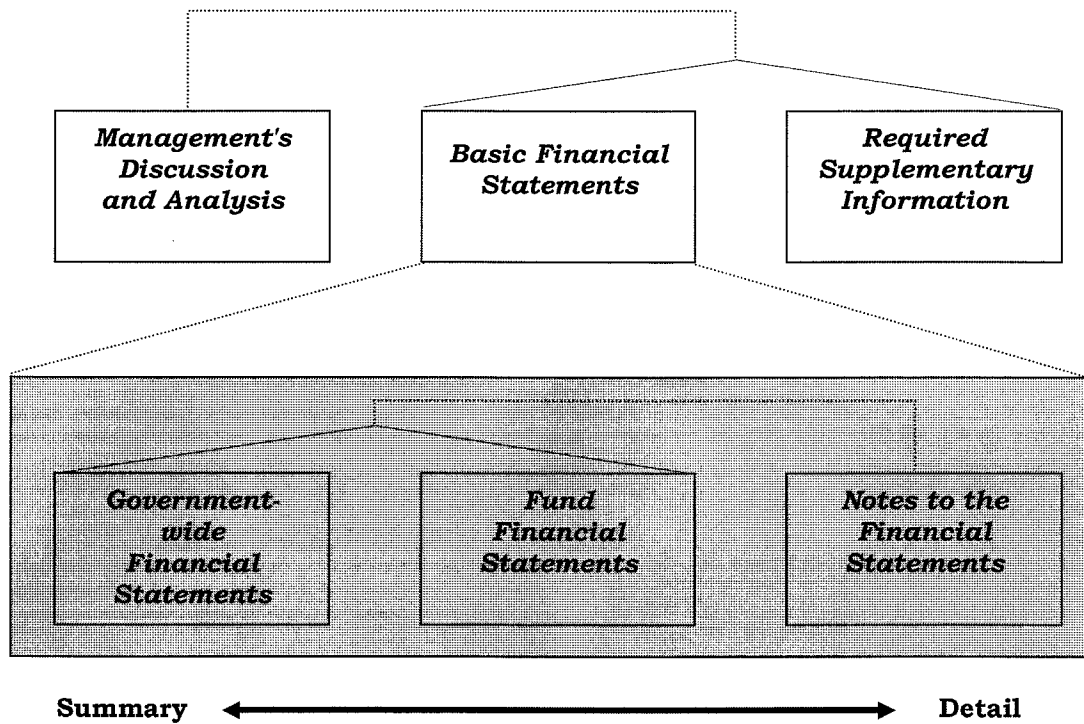 Management's
Discussion
and Analysis
Basic Financial
Statements
Required
Supplementary
Information
Government-
wide
Financial
Statements
Fund
Financial
Statements
Notes to the
Financial
Statements
Summary
Detail